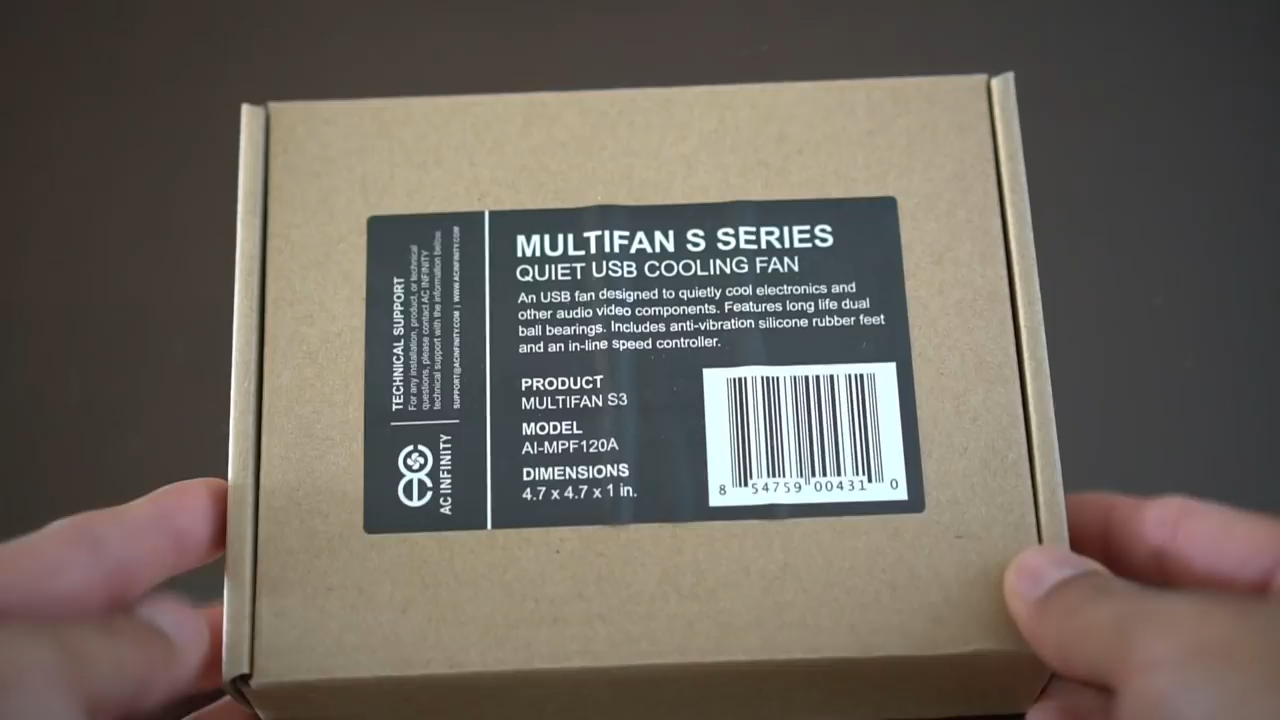 MULTIFAN S SERIES
QUIET USB COOLING FAN
An USB fan designed to quietly cool electronics and
other audio video components. Features long life dual
ball bearings. Includes anti-vibration silicone rubber feet
and an in-line speed controller.
PRODUCT
MULTIFAN S3
MODEL
AI-MPF120A
DIMENSIONS
4.7 x 4.7 x 1 in.
8 54759 00431 0
TECHNICAL SUPPORT
For any installation, product, or technical
questions, please contact AC INFINITY
technical support with the information below.
SUPPORT@ACINFINITY.COM | WWW.ACINFINITY.COM
AC INFINITY